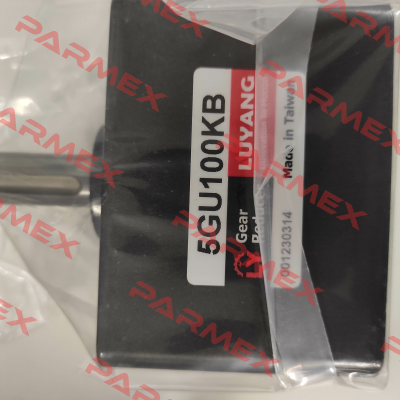 5GU100KB
LUYANG
Gear
001230314
Made in Taiwan
PARMEX
PARMEX
PARMEX
PARMEX
PARMEX
PARMEX